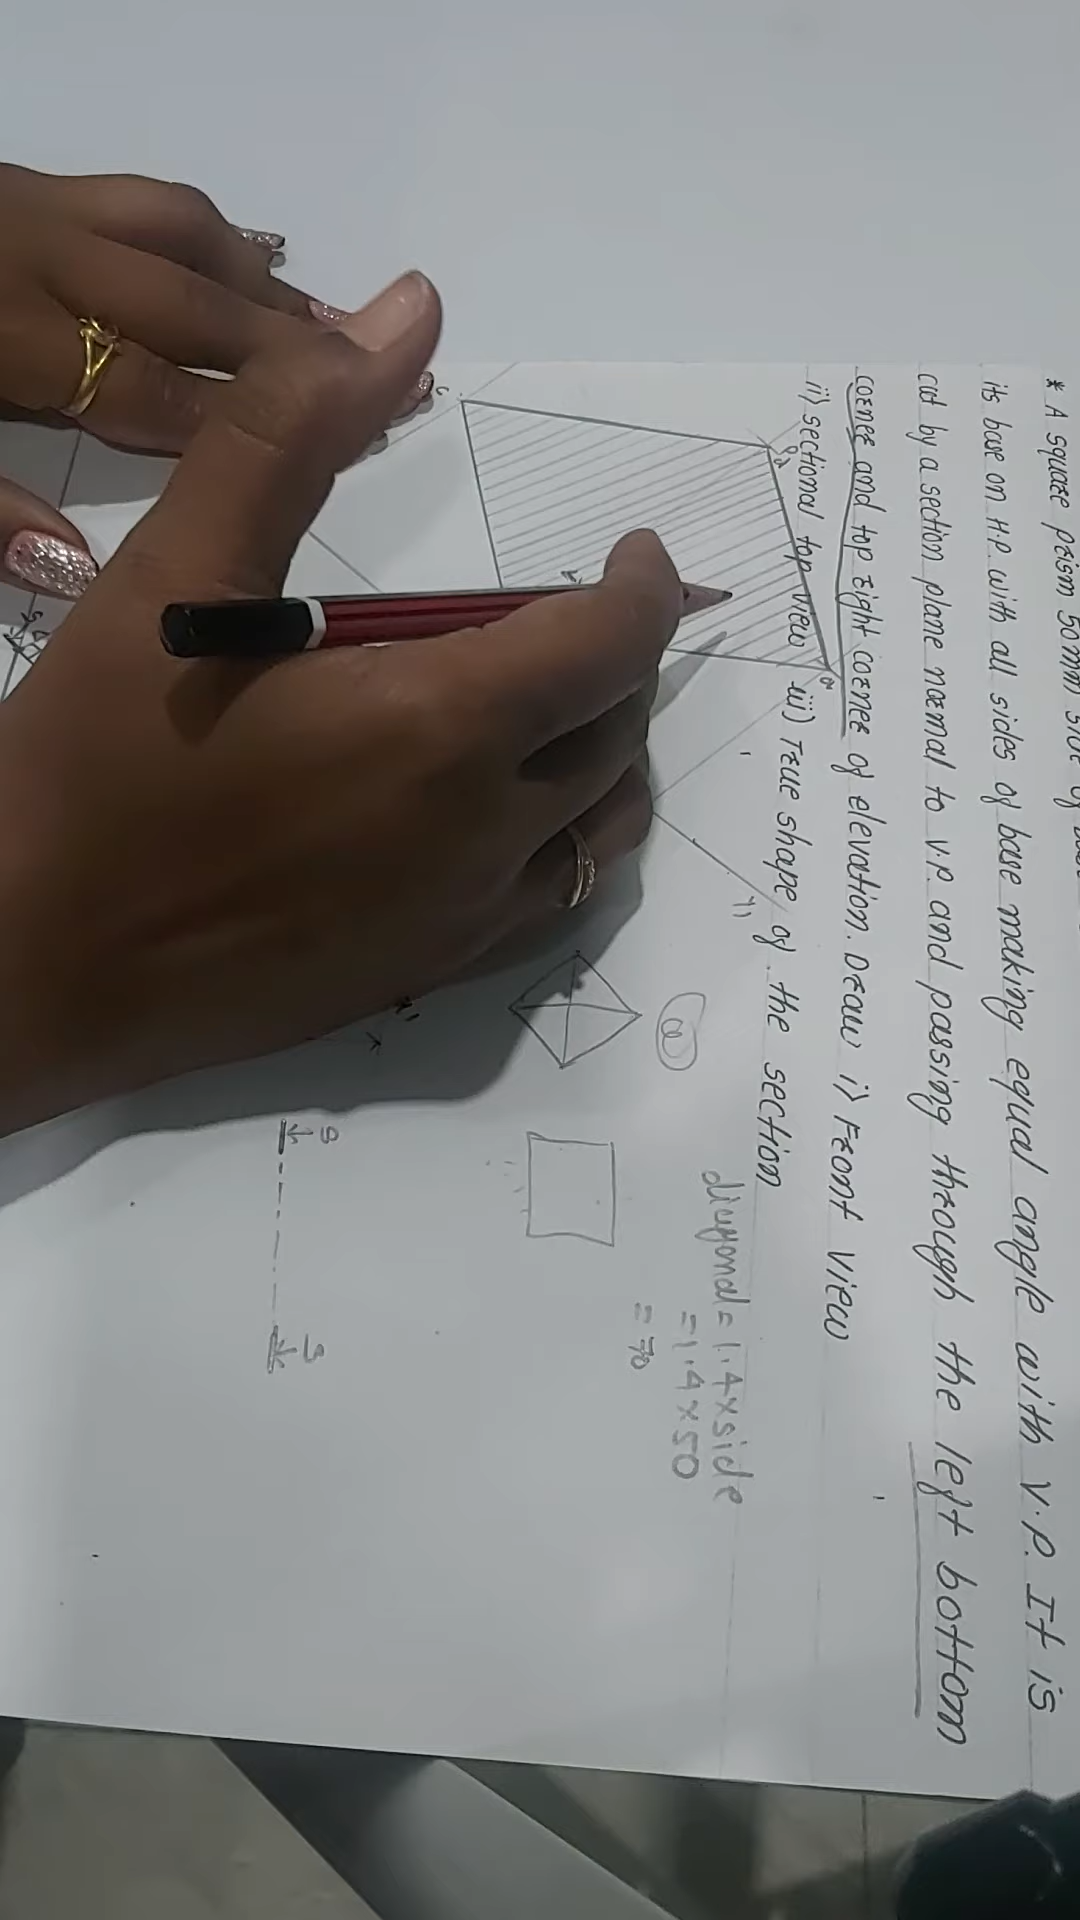 * A square prism 50mm side of
its base on H.P. with all sides of base making equal angle with V.P. It is
cut by a section plane normal to V.P and passing through the left bottom
corner and top right corner of elevation. Draw i) Front view
ii) sectional top view iii) True shape of the section
diagonal = 1.4 x side
= 1.4 x 50
= 70
a
Y1
S